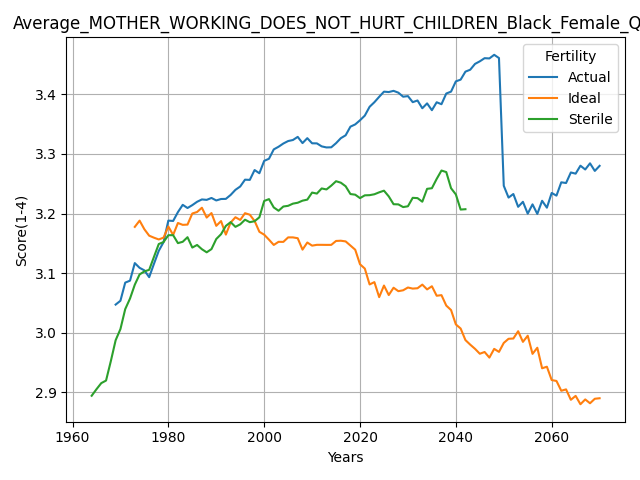 Average_MOTHER_WORKING_DOES_NOT_HURT_CHILDREN_Black_Female_Q
Fertility
Actual
Ideal
Sterile
Score(1-4)
3.4
3.3
3.2
3.1
3.0
2.9
1960 1980 2000 2020 2040 2060
Years